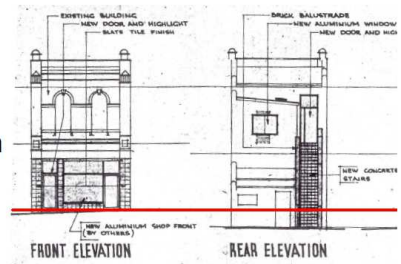 EXISTING BUILDING
NEW DOOR AND HIGHLIGHT
SLATE TILE FINISH
BRICK BALUSTRADE
NEW ALUMINIUM WINDOW
NEW DOOR AND HIG
NEW CONCRETE
STAIRS
NEW ALUMINIUM SHOP FRONT
(BY OTHERS)
FRONT ELEVATION
REAR ELEVATION